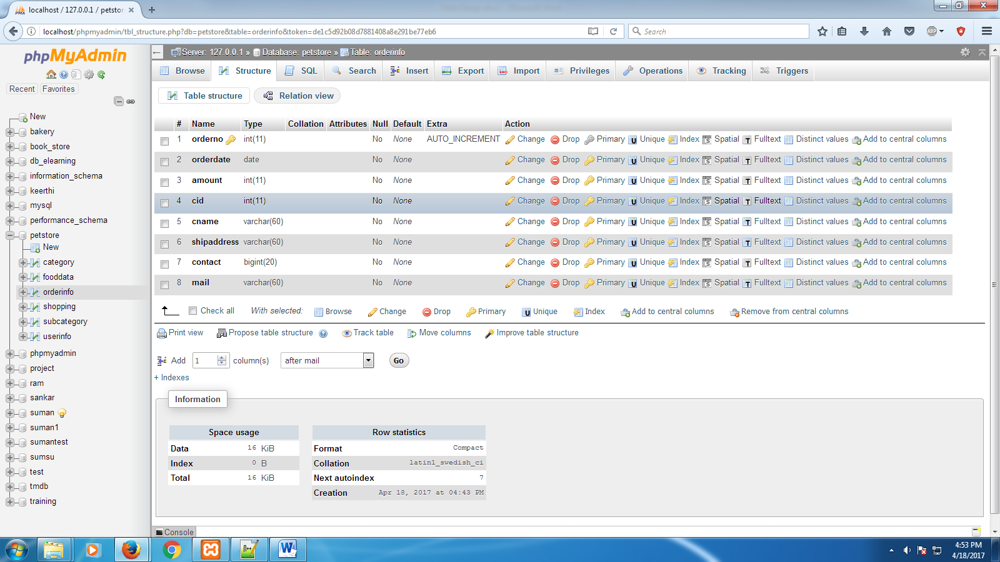 localhost / 127.0.0.1 / petstor
localhost/phpmyadmin/tbl_structure.php?db=petstore&table=orderinfo&token=de1c5d92b08d7881408a8e291be77eb6
Search
ABP
phpMyAdmin
Recent Favorites
New
bakery
book_store
db_elearning
information_schema
keerthi
mysql
performance_schema
petstore
New
category
fooddata
orderinfo
shopping
subcategory
userinfo
phpmyadmin
project
ram
sankar
suman
suman1
sumantest
sumsu
test
tmdb
training
Server: 127.0.0.1 » Database: petstore » Table: orderinfo
Browse Structure SQL Search Insert Export Import Privileges Operations Tracking Triggers
Table structure Relation view
# Name Type Collation Attributes Null Default Extra Action
1 orderno int(11) No None AUTO_INCREMENT Change Drop Primary Unique Index Spatial Fulltext Distinct values Add to central columns
2 orderdate date No None Change Drop Primary Unique Index Spatial Fulltext Distinct values Add to central columns
3 amount int(11) No None Change Drop Primary Unique Index Spatial Fulltext Distinct values Add to central columns
4 cid int(11) No None Change Drop Primary Unique Index Spatial Fulltext Distinct values Add to central columns
5 cname varchar(60) No None Change Drop Primary Unique Index Spatial Fulltext Distinct values Add to central columns
6 shipaddress varchar(60) No None Change Drop Primary Unique Index Spatial Fulltext Distinct values Add to central columns
7 contact bigint(20) No None Change Drop Primary Unique Index Spatial Fulltext Distinct values Add to central columns
8 mail varchar(60) No None Change Drop Primary Unique Index Spatial Fulltext Distinct values Add to central columns
Check all With selected: Browse Change Drop Primary Unique Index Add to central columns Remove from central columns
Print view Propose table structure Track table Move columns Improve table structure
Add 1 column(s) after mail Go
+ Indexes
Information
Space usage
Data 16 KiB
Index 0 B
Total 16 KiB
Row statistics
Format Compact
Collation latin1_swedish_ci
Next autoindex 7
Creation Apr 18, 2017 at 04:43 PM
Console
4:53 PM
4/18/2017